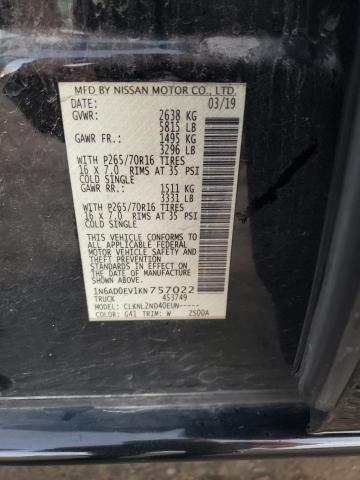 MFD BY NISSAN MOTOR CO., LTD.
DATE: 03/19
GVWR: 2638 KG
5815 LB
GAWR FR.: 1495 KG
3296 LB
WITH P265/70R16 TIRES
16 X 7.0 RIMS AT 35 PSI
COLD SINGLE
GAWR RR.: 1511 KG
3331 LB
WITH P265/70R16 TIRES
16 X 7.0 RIMS AT 35 PSI
COLD SINGLE
THIS VEHICLE CONFORMS TO ALL
APPLICABLE FEDERAL MOTOR
VEHICLE SAFETY AND THEFT
PREVENTION STANDARDS IN EFFECT
ON THE DATE OF MANUFACTURE
SHOWN ABOVE
1N6AD0EV1KN757022
TRUCK 453749
MODEL: CLKNLZND40EUN-----
COLOR: G41 TRIM: W ZS00A